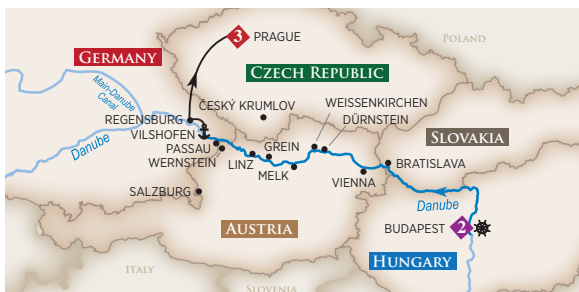 POLAND
3 PRAGUE
GERMANY
CZECH REPUBLIC
Main-Danube
Canal
ČESKÝ KRUMLOV
WEISSENKIRCHEN
REGENSBURG
DÜRNSTEIN
VILSHOFEN
SLOVAKIA
Danube
PASSAU
GREIN
WERNSTEIN
LINZ
BRATISLAVA
MELK
VIENNA
SALZBURG
Danube
AUSTRIA
BUDAPEST 2
HUNGARY
ITALY
SLOVENIA